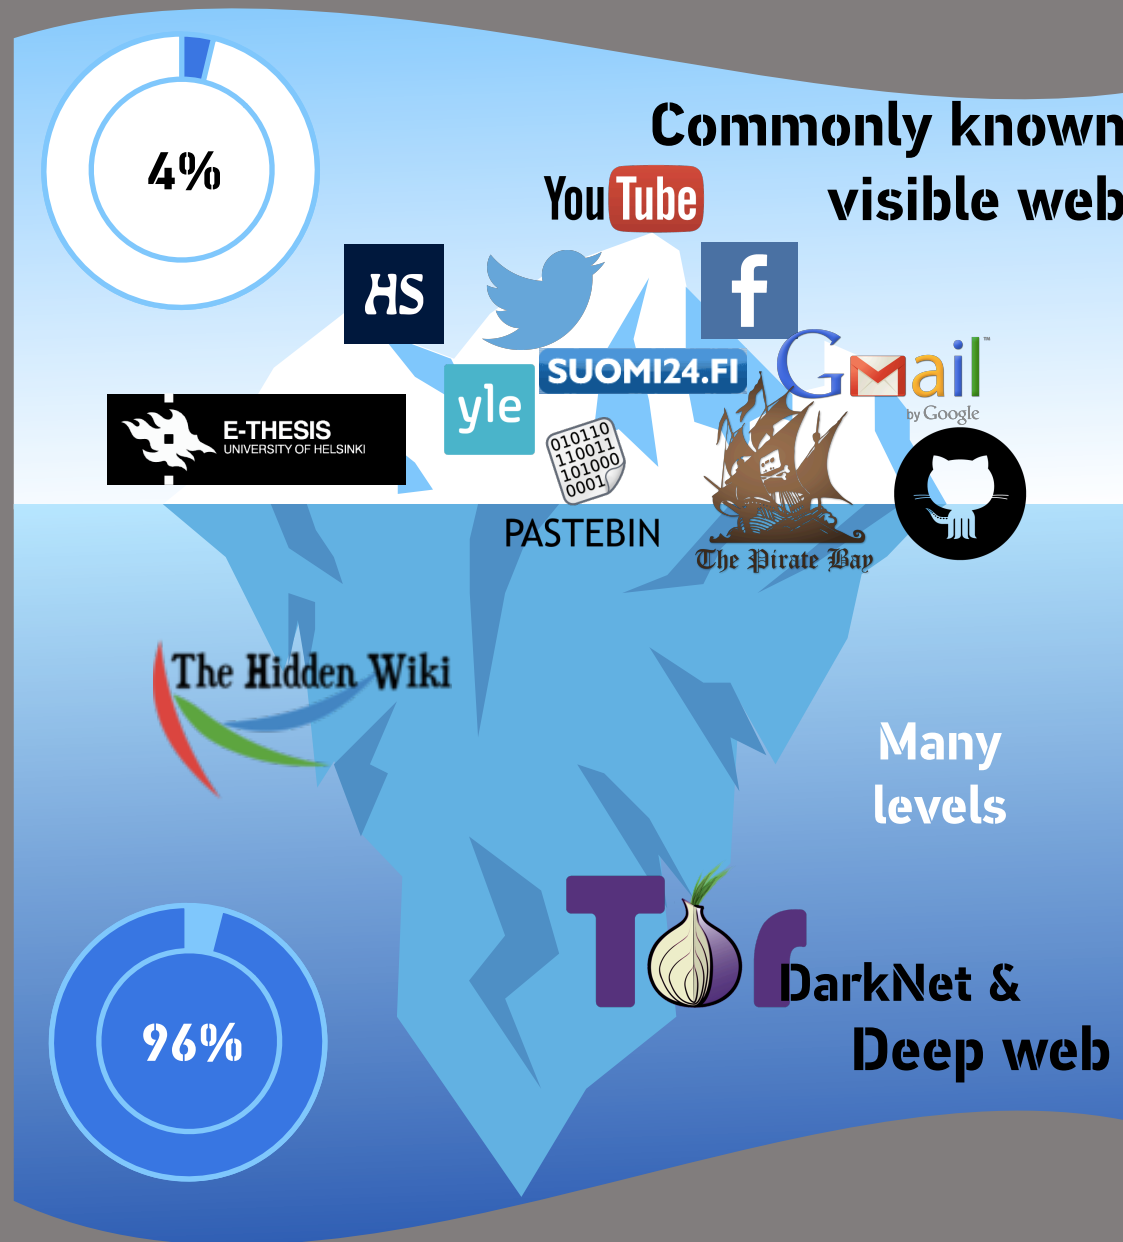 4%
Commonly known
visible web
YouTube
HS
f
SUOMI24.FI
Gmail™
by Google
yle
E-THESIS
UNIVERSITY OF HELSINKI
010110
110011
101000
0001
PASTEBIN
The Pirate Bay
The Hidden Wiki
Many
levels
Tor
DarkNet &
Deep web
96%